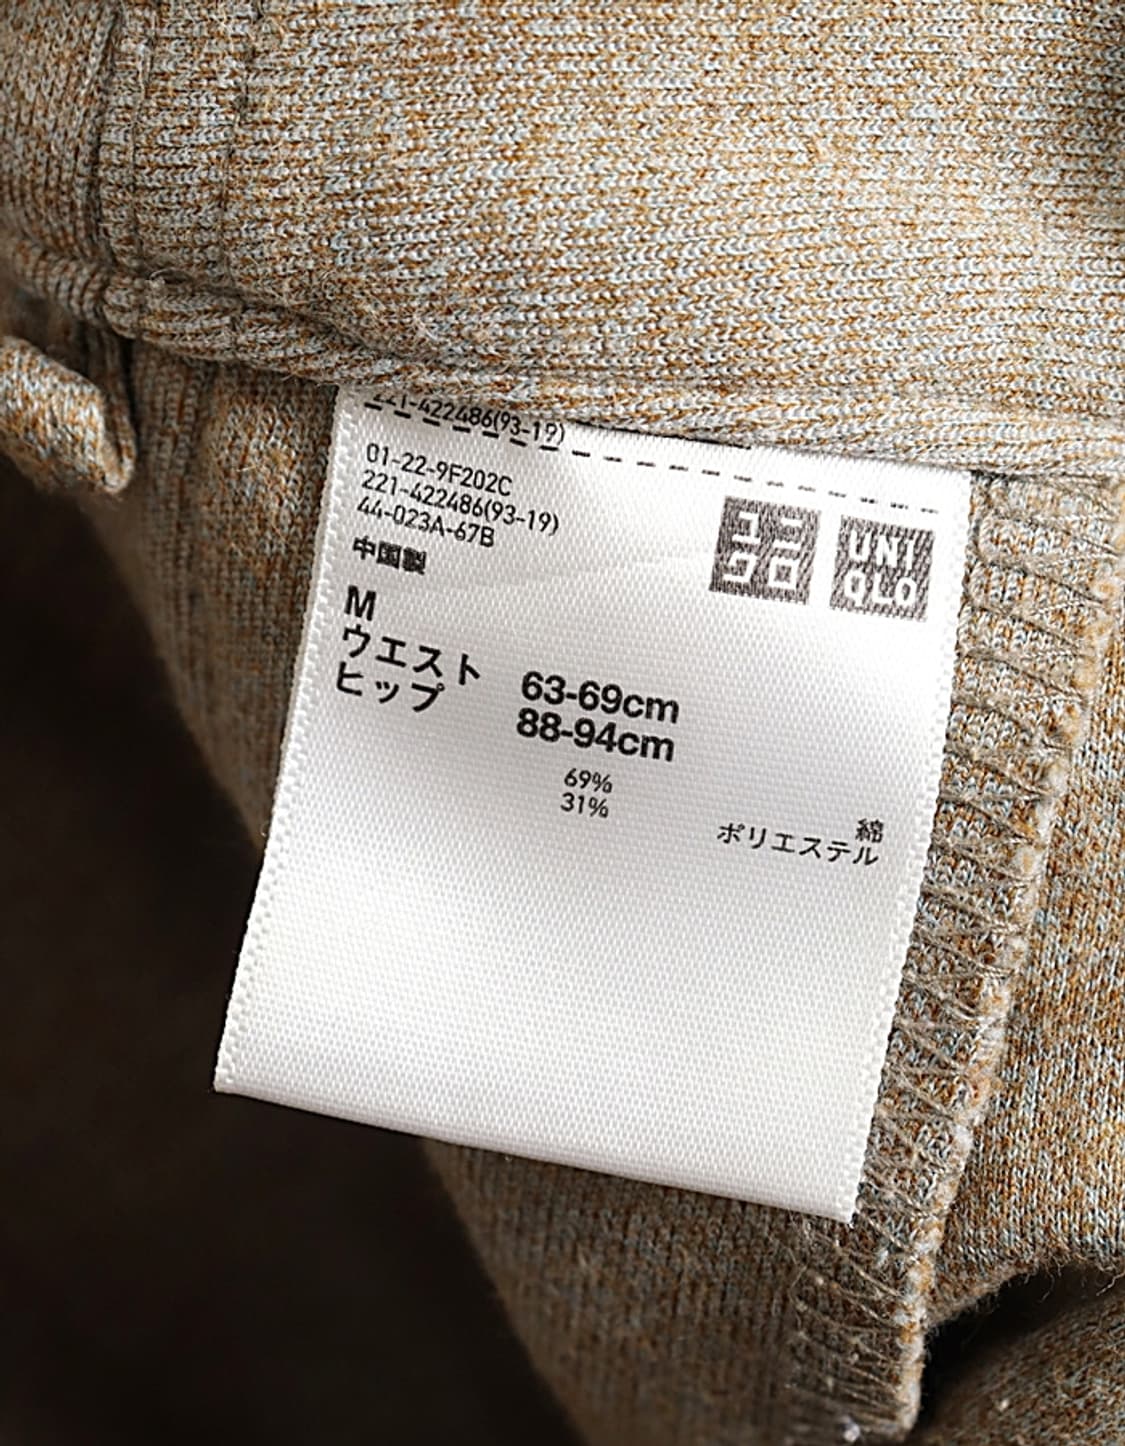 221-422486(93-19)
01-22-9F202C
221-422486(93-19)
44-023A-67B
中国製
ユニ
クロ
UNI
QLO
M
ウエスト 63-69cm
ヒップ 88-94cm
69% 綿
31% ポリエステル